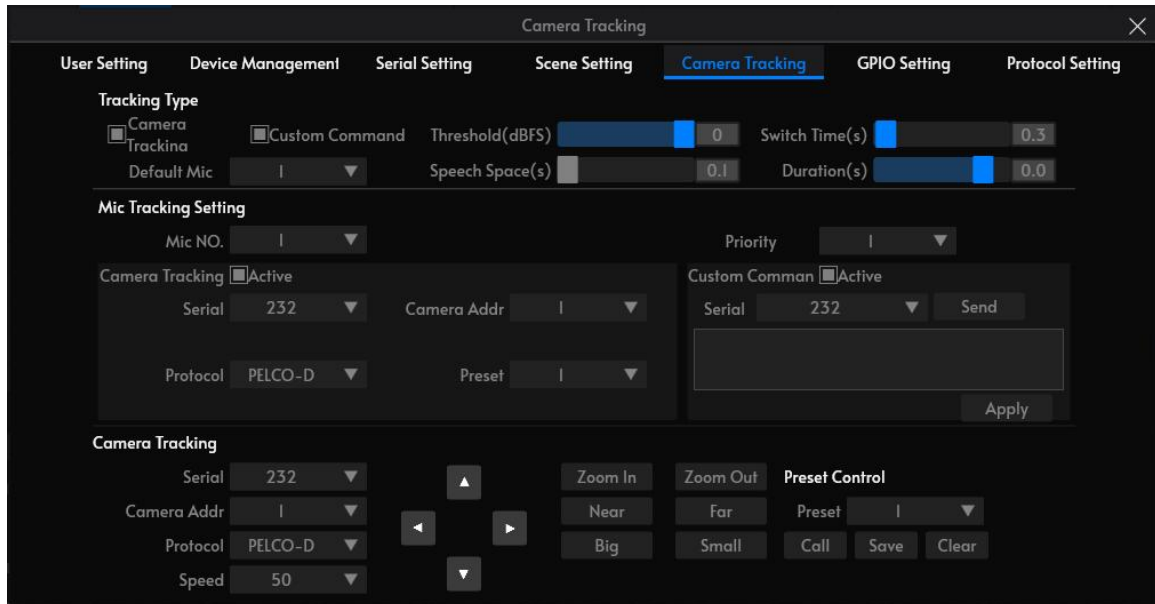 Camera Tracking
User Setting Device Management Serial Setting Scene Setting Camera Tracking GPIO Setting Protocol Setting
Tracking Type
Camera Trackina Custom Command Threshold(dBFS) 0 Switch Time(s) 0.3
Default Mic 1 Speech Space(s) 0.1 Duration(s) 0.0
Mic Tracking Setting
Mic NO. 1 Priority 1
Camera Tracking Active Custom Comman Active
Serial 232 Camera Addr 1 Serial 232 Send
Protocol PELCO-D Preset 1
Apply
Camera Tracking
Serial 232 Zoom In Zoom Out Preset Control
Camera Addr 1 Near Far Preset 1
Protocol PELCO-D Big Small Call Save Clear
Speed 50